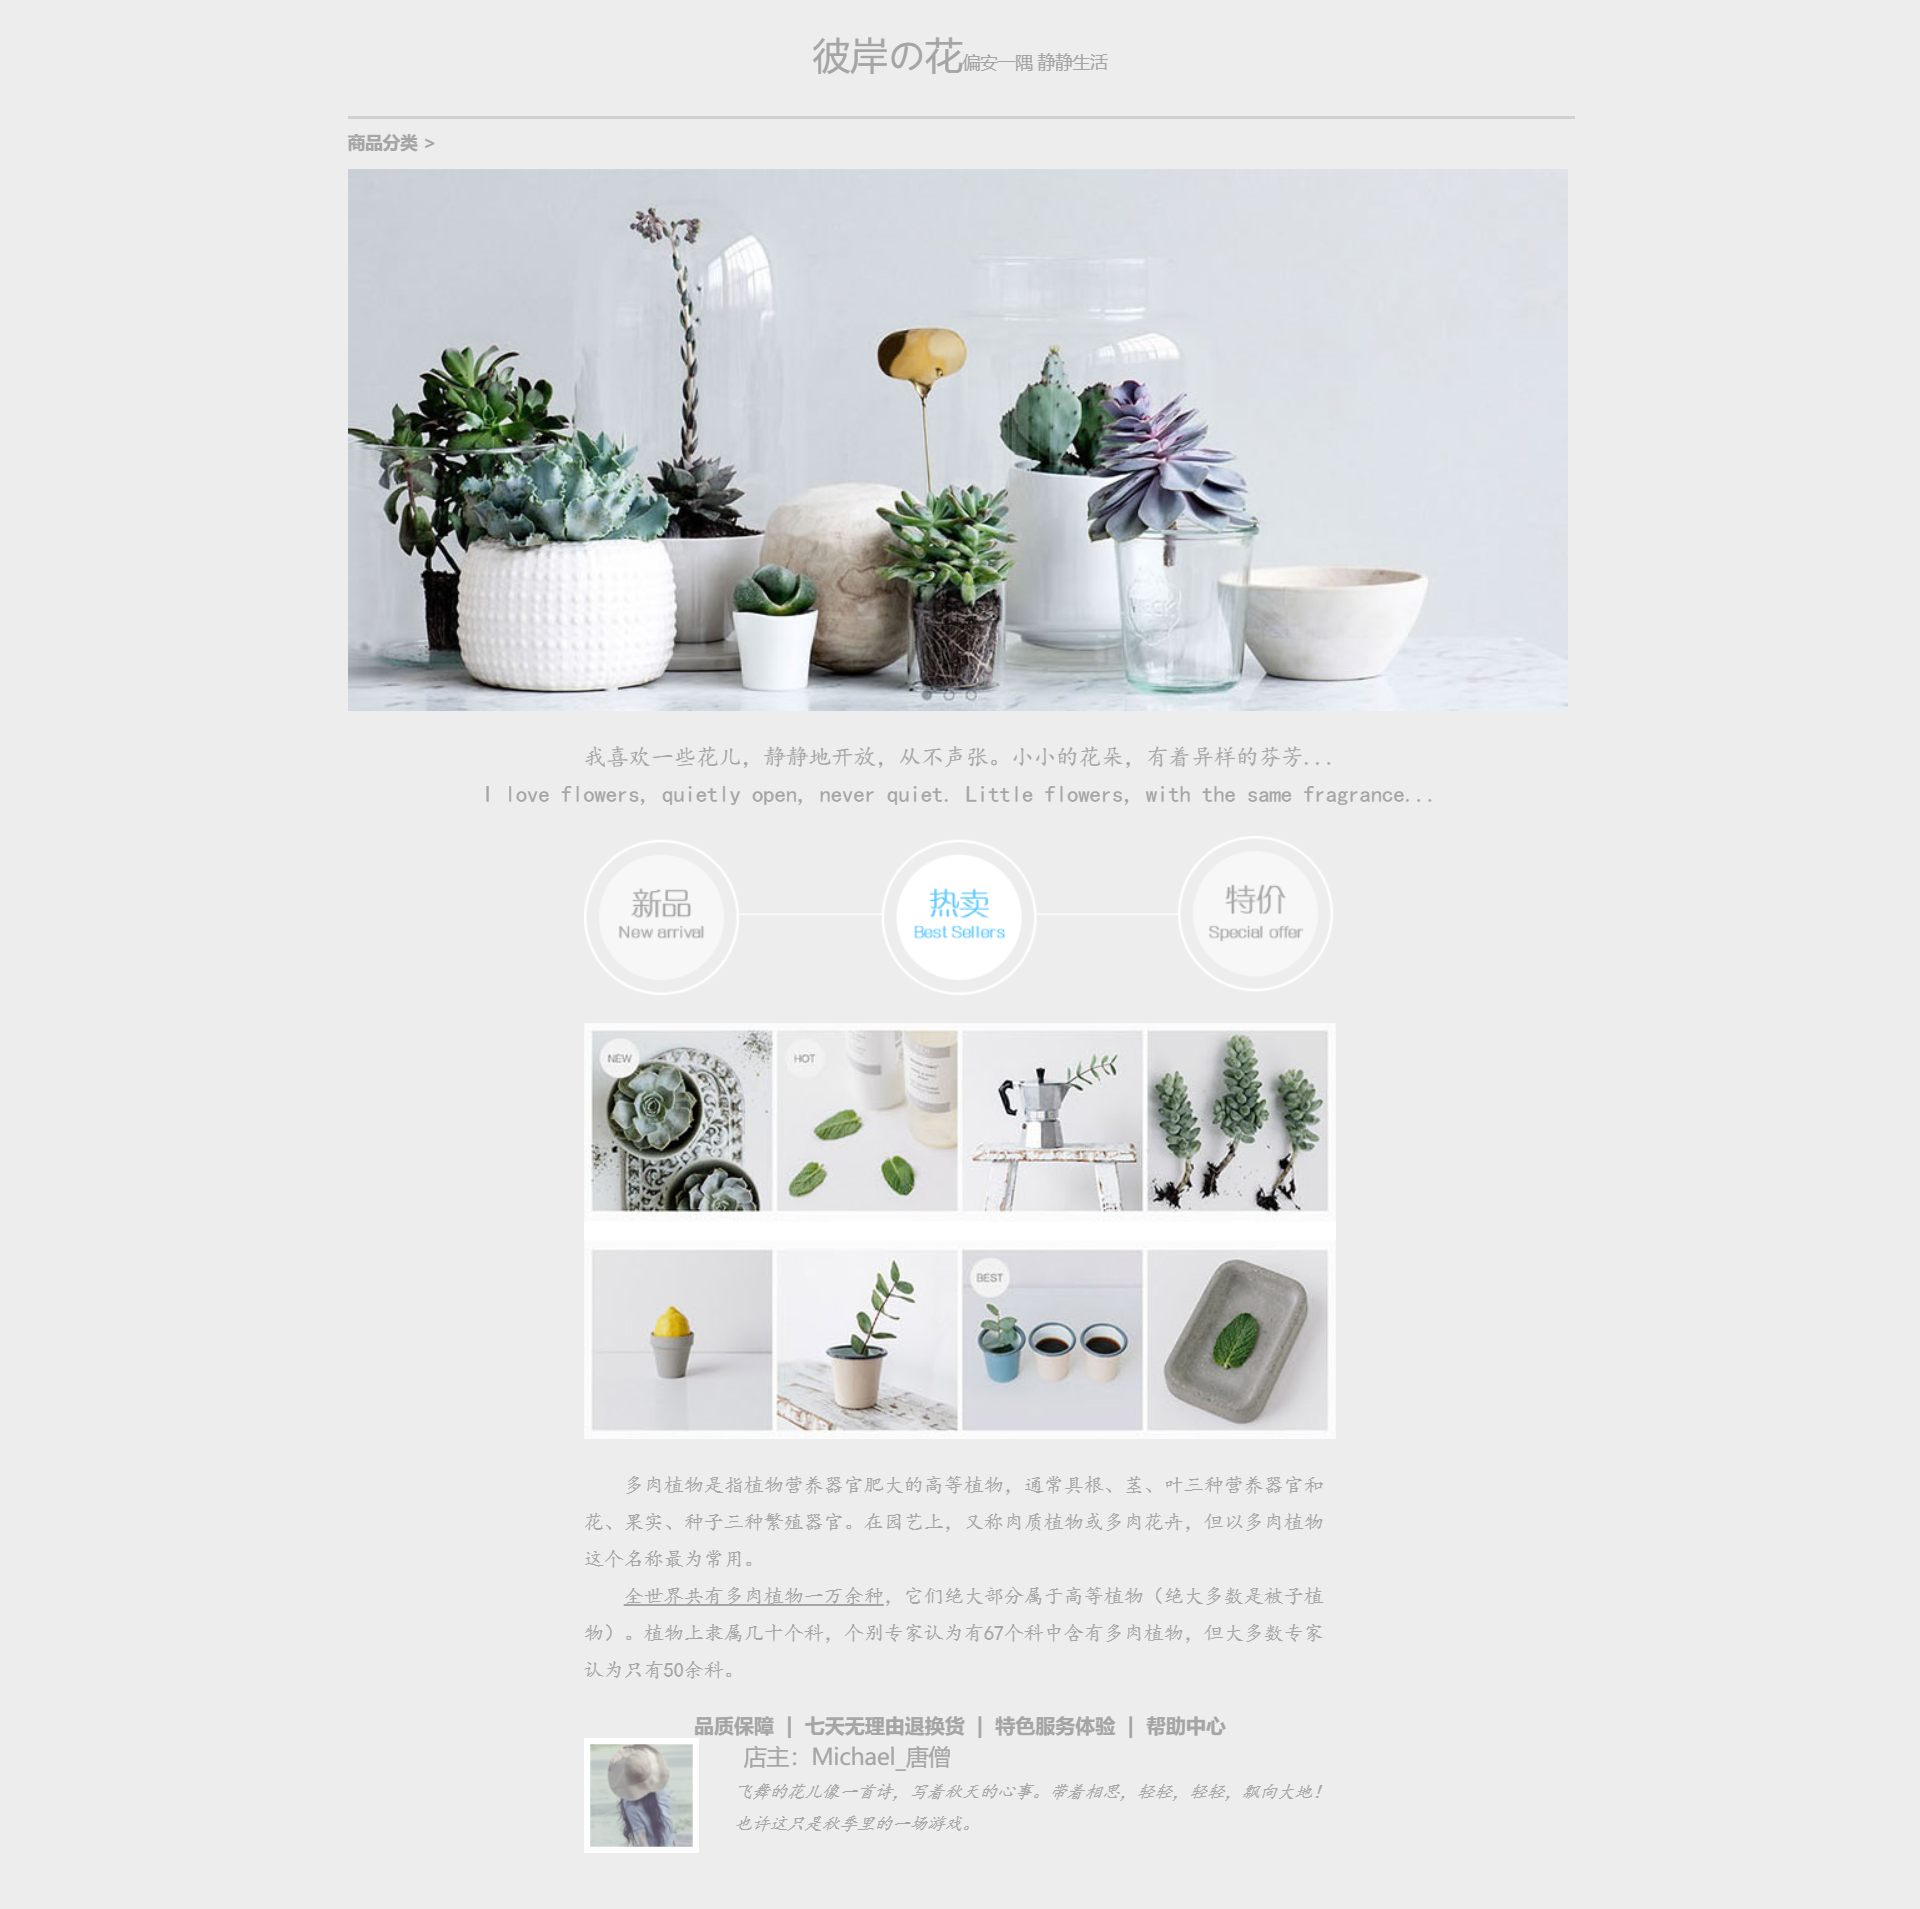 彼岸の花偏安一隅 静静生活
商品分类 >
WECK
我喜欢一些花儿，静静地开放，从不声张。小小的花朵，有着异样的芬芳...
I love flowers, quietly open, never quiet. Little flowers, with the same fragrance...
新品
New arrival
热卖
Best Sellers
特价
Special offer
NEW
HOT
BEST
多肉植物是指植物营养器官肥大的高等植物，通常具根、茎、叶三种营养器官和
花、果实、种子三种繁殖器官。在园艺上，又称肉质植物或多肉花卉，但以多肉植物
这个名称最为常用。
全世界共有多肉植物一万余种，它们绝大部分属于高等植物（绝大多数是被子植
物）。植物上隶属几十个科，个别专家认为有67个科中含有多肉植物，但大多数专家
认为只有50余科。
品质保障 | 七天无理由退换货 | 特色服务体验 | 帮助中心
店主：Michael_唐僧
飞舞的花儿像一首诗，写着秋天的心事。带着相思，轻轻，轻轻，飘向大地！
也许这只是秋季里的一场游戏。